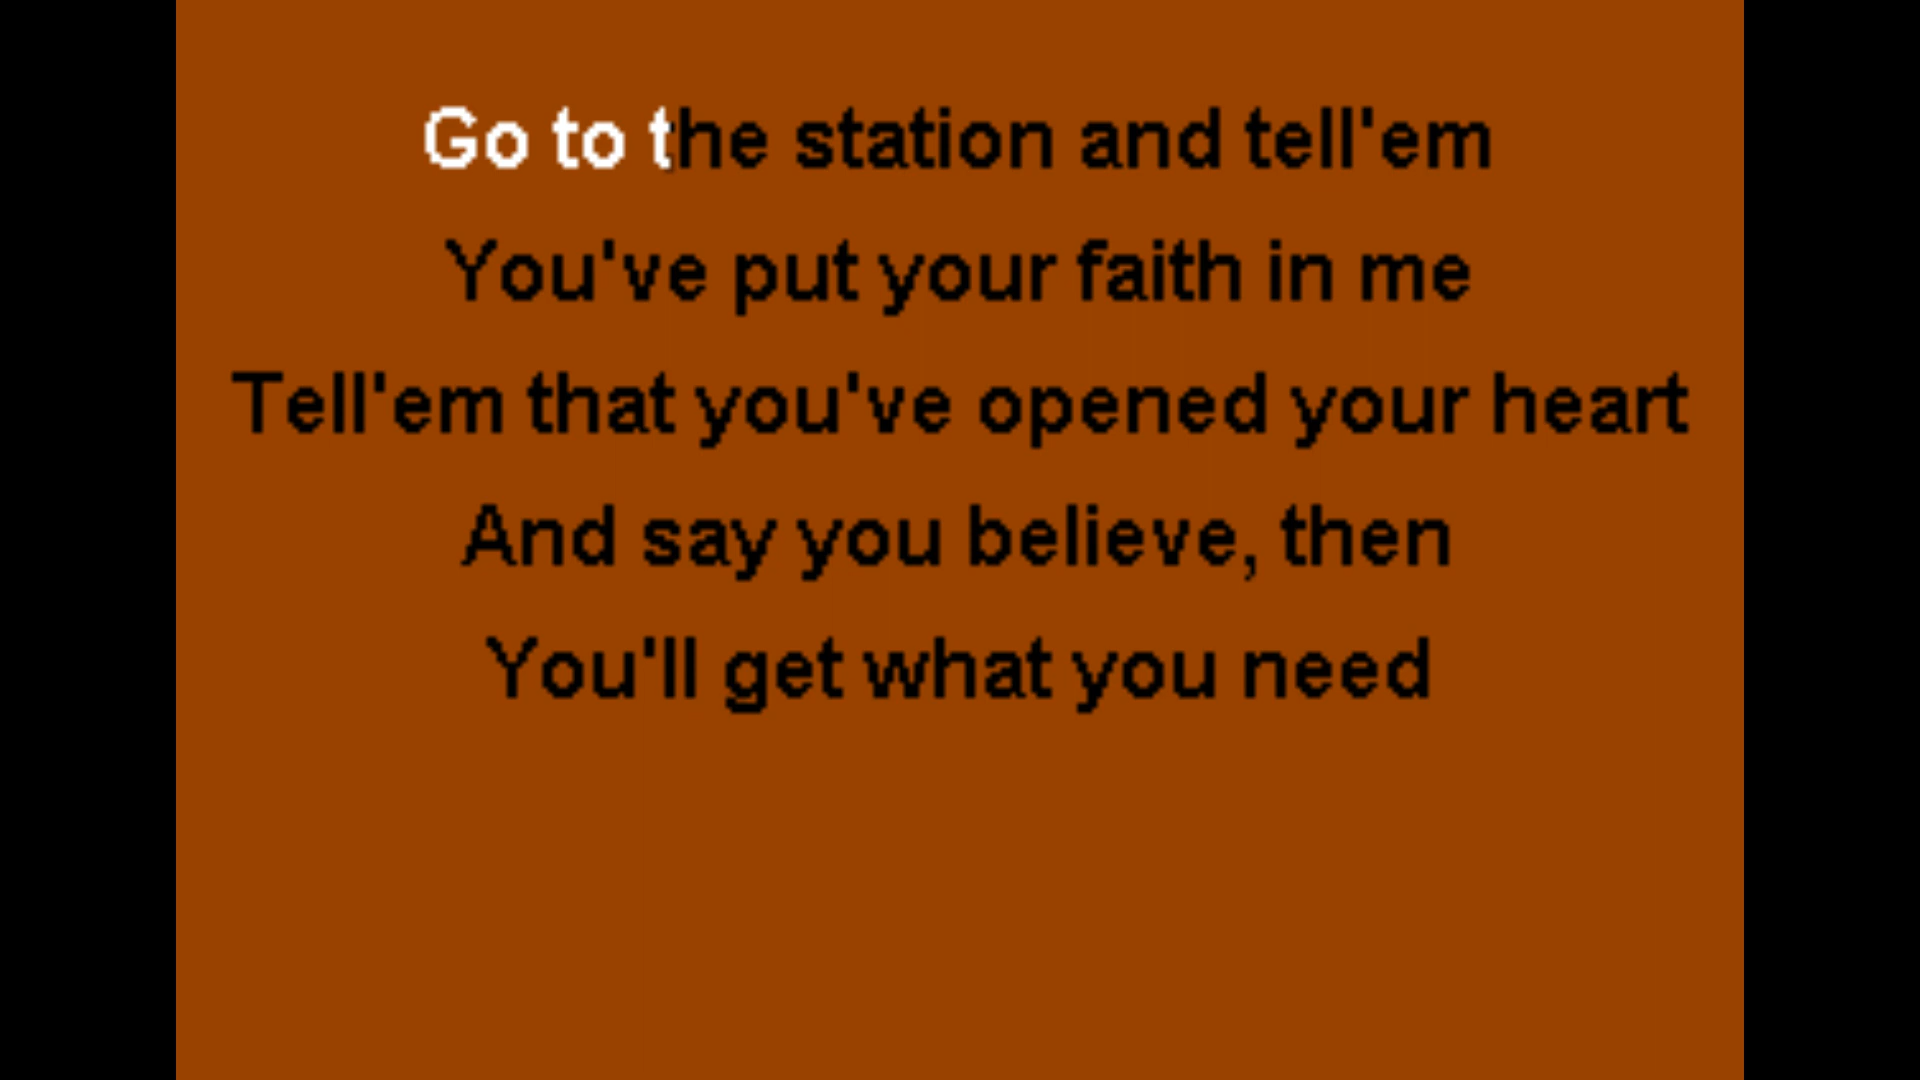 Go to the station and tell'em
You've put your faith in me
Tell'em that you've opened your heart
And say you believe, then
You'll get what you need